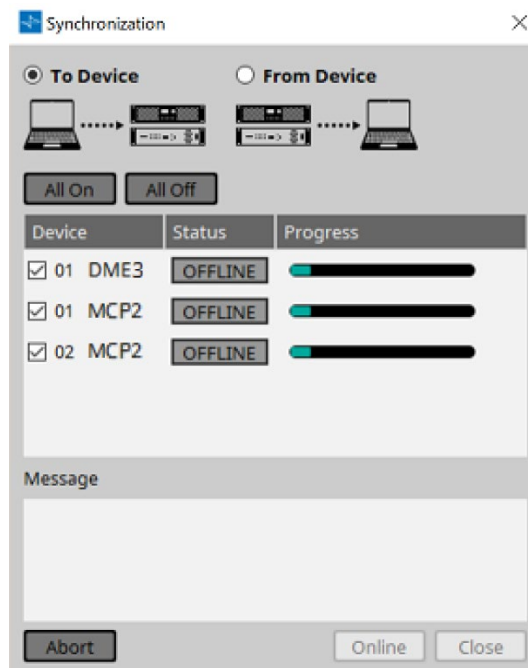 Synchronization
To Device From Device
All On All Off
Device Status Progress
01 DME3 OFFLINE
01 MCP2 OFFLINE
02 MCP2 OFFLINE
Message
Abort Online Close